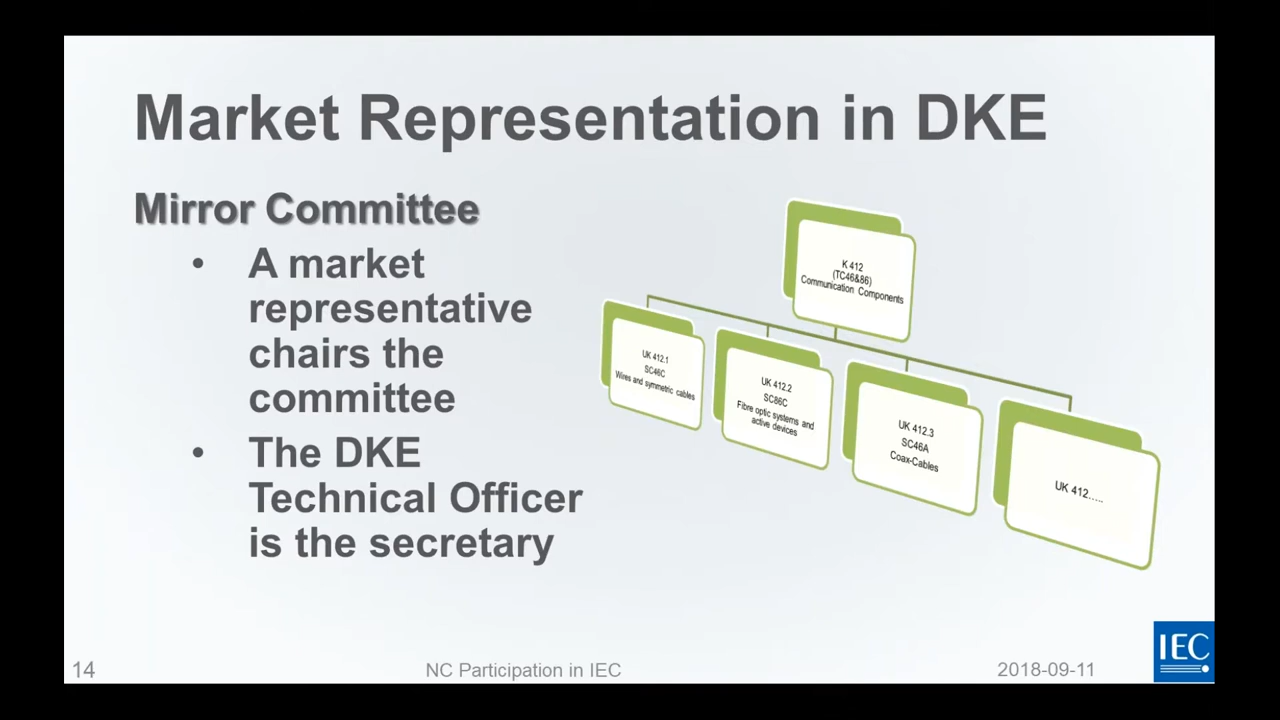 Market Representation in DKE
Mirror Committee
• A market
representative
chairs the
committee
• The DKE
Technical Officer
is the secretary
K 412
(TC46&86)
Communication Components
UK 412.1
SC46C
Wires and symmetric cables
UK 412.2
SC86C
Fibre optic systems and
active devices
UK 412.3
SC46A
Coax-Cables
UK 412.....
14
NC Participation in IEC
2018-09-11
IEC